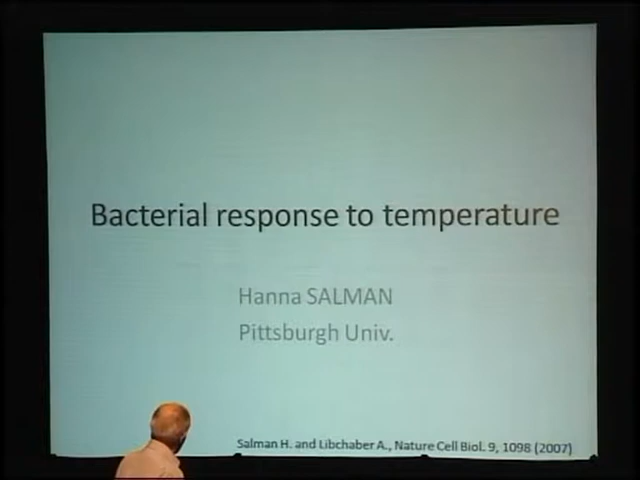 Bacterial response to temperature
Hanna SALMAN
Pittsburgh Univ.
Salman H. and Libchaber A., Nature Cell Biol. 9, 1098 (2007)